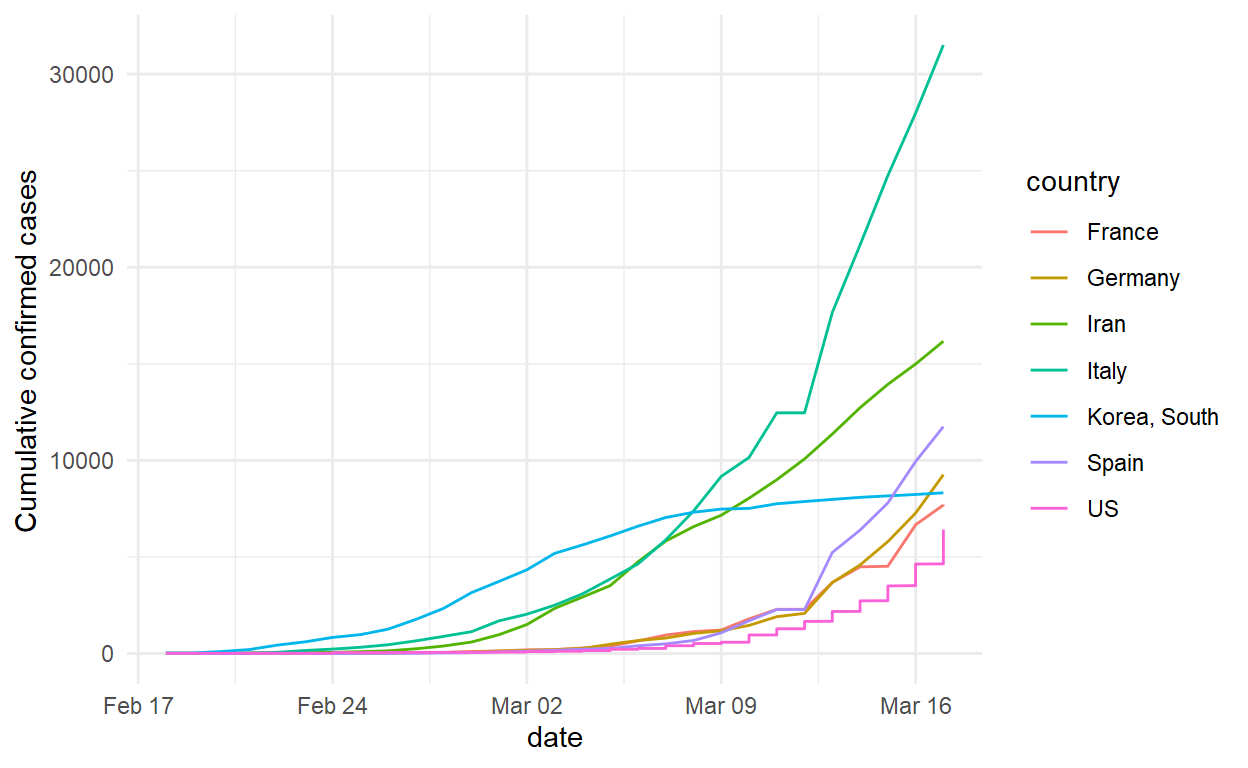 30000
20000
10000
0
Cumulative confirmed cases
Feb 17
Feb 24
Mar 02
Mar 09
Mar 16
date
country
France
Germany
Iran
Italy
Korea, South
Spain
US